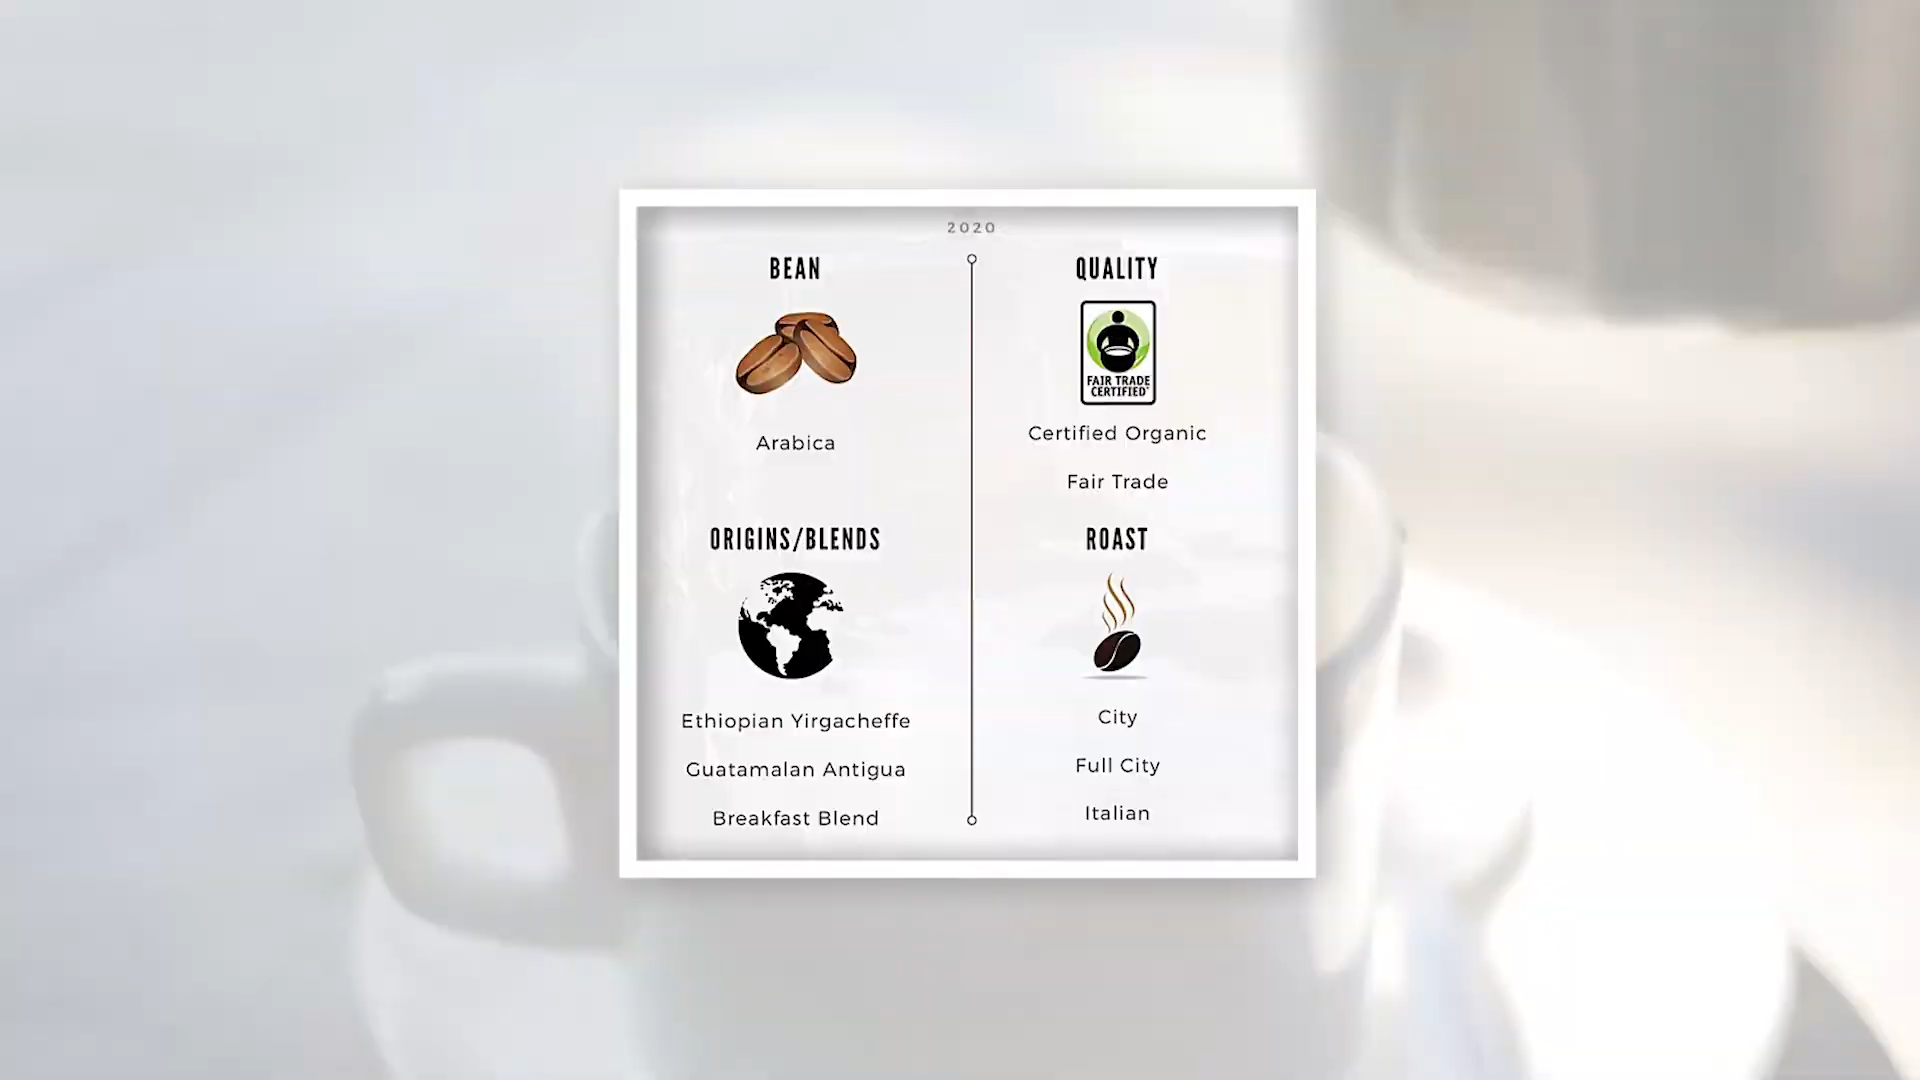 2020
BEAN
Arabica
QUALITY
FAIR TRADE
CERTIFIED
Certified Organic
Fair Trade
ORIGINS/BLENDS
Ethiopian Yirgacheffe
Guatamalan Antigua
Breakfast Blend
ROAST
City
Full City
Italian